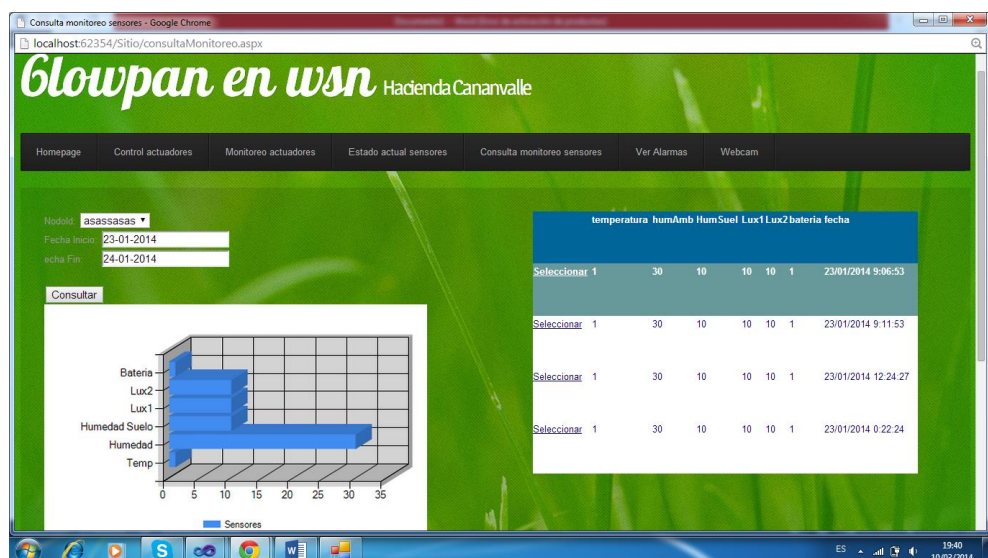 Consulta monitoreo sensores - Google Chrome
localhost:62354/Sitio/consultaMonitoreo.aspx
6lowpan en wsn Hacienda Cananvalle
Homepage Control actuadores Monitoreo actuadores Estado actual sensores Consulta monitoreo sensores Ver Alarmas Webcam
NodoId: asassasas
Fecha Inicio: 23-01-2014
echa Fin: 24-01-2014
Consultar
temperatura humAmb HumSuel Lux1 Lux2 bateria fecha
Seleccionar 1 30 10 10 10 1 23/01/2014 9:06:53
Seleccionar 1 30 10 10 10 1 23/01/2014 9:11:53
Seleccionar 1 30 10 10 10 1 23/01/2014 12:24:27
Seleccionar 1 30 10 10 10 1 23/01/2014 0:22:24
Bateria
Lux2
Lux1
Humedad Suelo
Humedad
Temp
0 5 10 15 20 25 30 35
Sensores
ES 19:40
10/03/2014